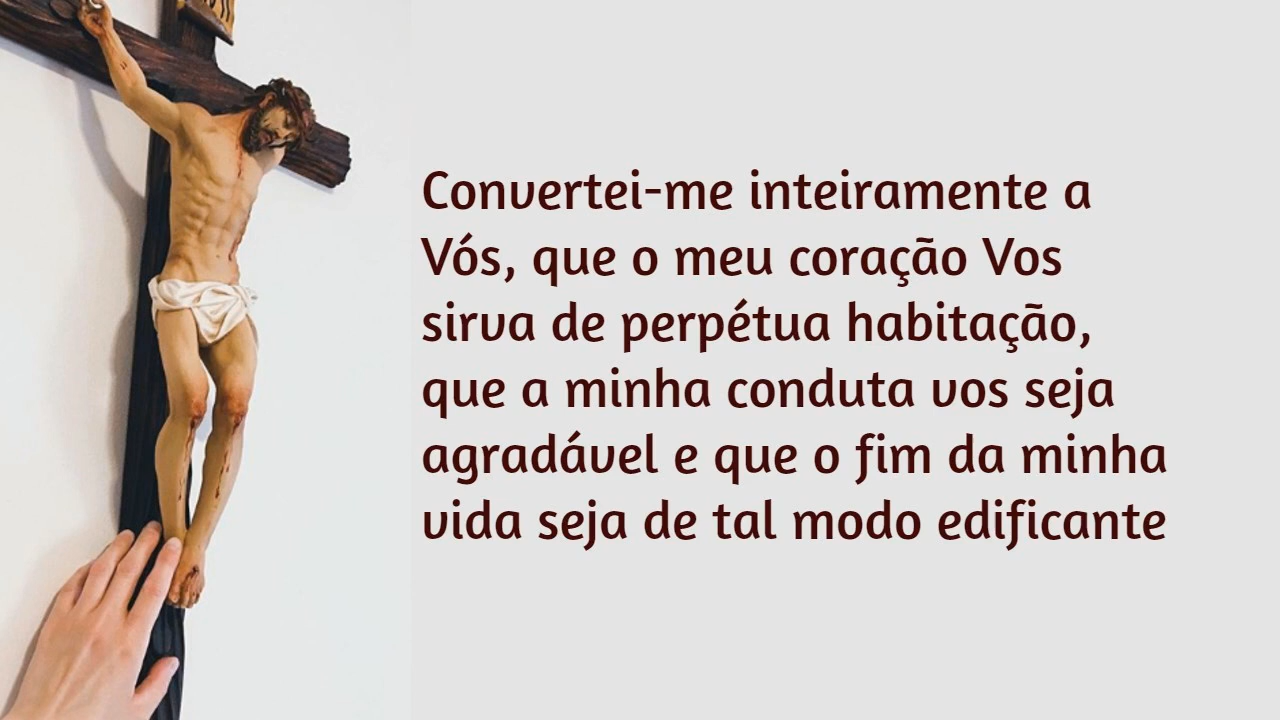 Convertei-me inteiramente a
Vós, que o meu coração Vos
sirva de perpétua habitação,
que a minha conduta vos seja
agradável e que o fim da minha
vida seja de tal modo edificante